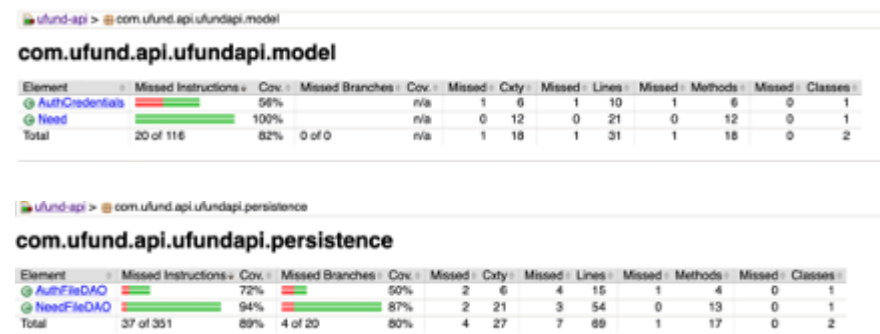 ufund-api > com.ufund.api.ufundapi.model
com.ufund.api.ufundapi.model
Element Missed Instructions Cov. Missed Branches Cov. Missed Cxty Missed Lines Missed Methods Missed Classes
AuthCredentials 56% n/a 1 6 1 10 1 6 0 1
Need 100% n/a 0 12 0 21 0 12 0 1
Total 20 of 116 82% 0 of 0 n/a 1 18 1 31 1 18 0 2
ufund-api > com.ufund.api.ufundapi.persistence
com.ufund.api.ufundapi.persistence
Element Missed Instructions Cov. Missed Branches Cov. Missed Cxty Missed Lines Missed Methods Missed Classes
AuthFileDAO 72% 50% 2 6 4 15 1 4 0 1
NeedFileDAO 94% 87% 2 21 3 54 0 13 0 1
Total 37 of 351 89% 4 of 20 80% 4 27 7 69 1 17 0 2